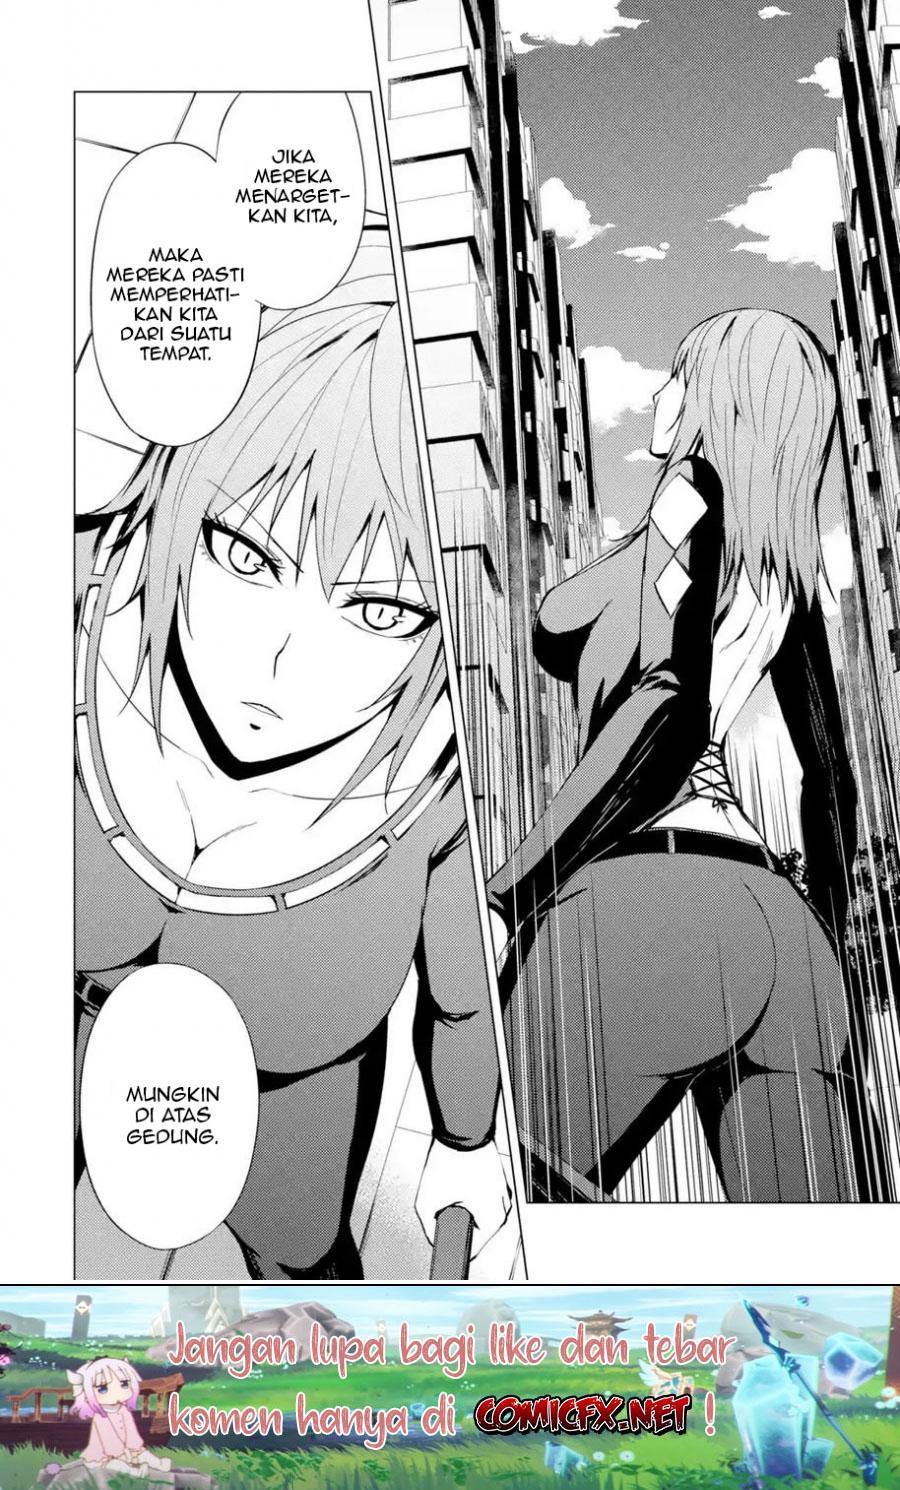 JIKA
MEREKA
MENARGET-
KAN KITA,
MAKA
MEREKA PASTI
MEMPERHATI-
KAN KITA
DARI SUATU
TEMPAT.
MUNGKIN
DI ATAS
GEDUNG.
Jangan lupa bagi like dan tebar
komen hanya di COMICFX.NET !